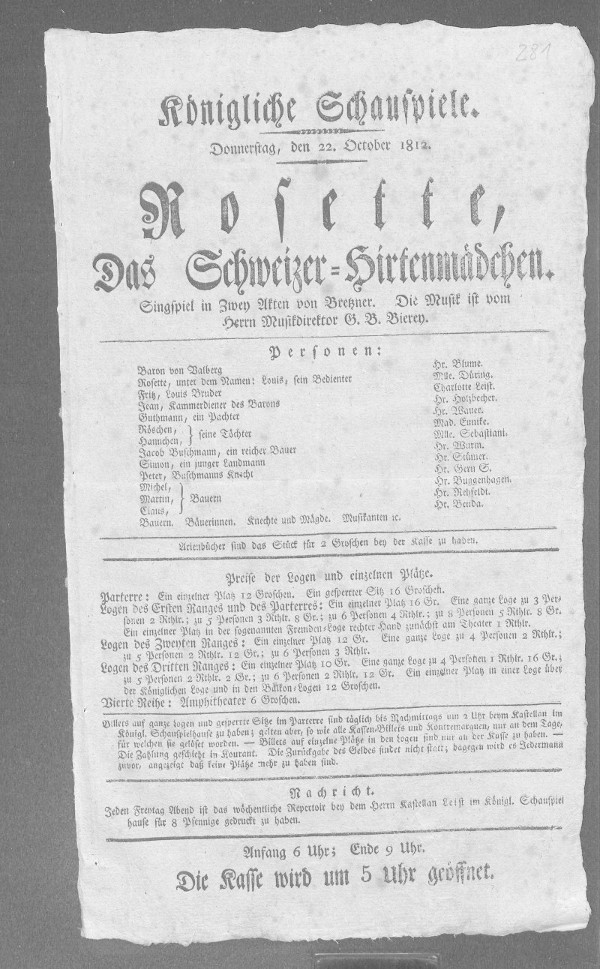 281
Königliche Schauspiele.
Donnerstag, den 22. October 1812.
Rosette,
Das Schweizer-Hirtenmädchen.
Singspiel in Zwey Akten von Bretzner. Die Musik ist vom
Herrn Musikdirektor G. B. Bierey.
Personen:
Baron von Walberg Hr. Blume.
Rosette, unter dem Namen: Louis, sein Bedienter Mlle. Düring.
Fritz, Louis Bruder Charlotte Leist.
Jean, Kammerdiener des Barons Hr. Holzbecher.
Guthmann, ein Pachter Hr. Wauer.
Röschen, } seine Töchter Mad. Eunike.
Hannchen, Mlle. Sebastiani.
Jacob Buschmann, ein reicher Bauer Hr. Wurm.
Simon, ein junger Landmann Hr. Stümer.
Peter, Buschmanns Knecht Hr. Gern S.
Michel, Hr. Buggenhagen.
Martin, } Bauern Hr. Rehfeldt.
Claus, Hr. Benda.
Bauern. Bäuerinnen. Knechte und Mägde. Musikanten ꝛc.
Arienbücher sind das Stück für 2 Groschen bey der Kasse zu haben.
Preise der Logen und einzelnen Plätze.
Parterre: Ein einzelner Platz 12 Groschen. Ein gesperrter Sitz 16 Groschen.
Logen des Ersten Ranges und des Parterres: Ein einzelner Platz 16 Gr. Eine ganze Loge zu 3 Per-
sonen 2 Rthlr.; zu 5 Personen 3 Rthlr. 8 Gr.; zu 6 Personen 4 Rthlr.; zu 8 Personen 5 Rthlr. 8 Gr.
Ein einzelner Platz in der sogenannten Fremden-Loge rechter Hand zunächst am Theater 1 Rthlr.
Logen des Zweyten Ranges: Ein einzelner Platz 12 Gr. Eine ganze Loge zu 4 Personen 2 Rthlr.;
zu 5 Personen 2 Rthlr. 12 Gr.; zu 6 Personen 3 Rthlr.
Logen des Dritten Ranges: Ein einzelner Platz 10 Gr. Eine ganze Loge zu 4 Personen 1 Rthlr. 16 Gr.;
zu 5 Personen 2 Rthlr. 2 Gr.; zu 6 Personen 2 Rthlr. 12 Gr. Ein einzelner Platz in einer Loge über
der Königlichen Loge und in den Balkon-Logen 12 Groschen.
Vierte Reihe: Amphitheater 6 Groschen.
Billets auf ganze Logen und gesperrte Sitze im Parterre sind täglich bis Nachmittags um 2 Uhr beym Kastellan im
Königl. Schauspielhause zu haben; gelten aber, so wie alle Kassen-Billets und Kontremarquen, nur an dem Tage,
für welchen sie gelöset worden. — Billets auf einzelne Plätze in den Logen sind nur an der Kasse zu haben. —
Die Zahlung geschieht in Kourant. Die Zurückgabe des Geldes findet nicht statt; dagegen wird es Jedermann
zuvor angezeigt daß keine Plätze mehr zu haben sind.
Nachricht.
Jeden Freytag Abend ist das wöchentliche Repertoir bey dem Herrn Kastellan Leist im Königl. Schauspiel
hause für 8 Pfennige gedruckt zu haben.
Anfang 6 Uhr; Ende 9 Uhr.
Die Kasse wird um 5 Uhr geöffnet.